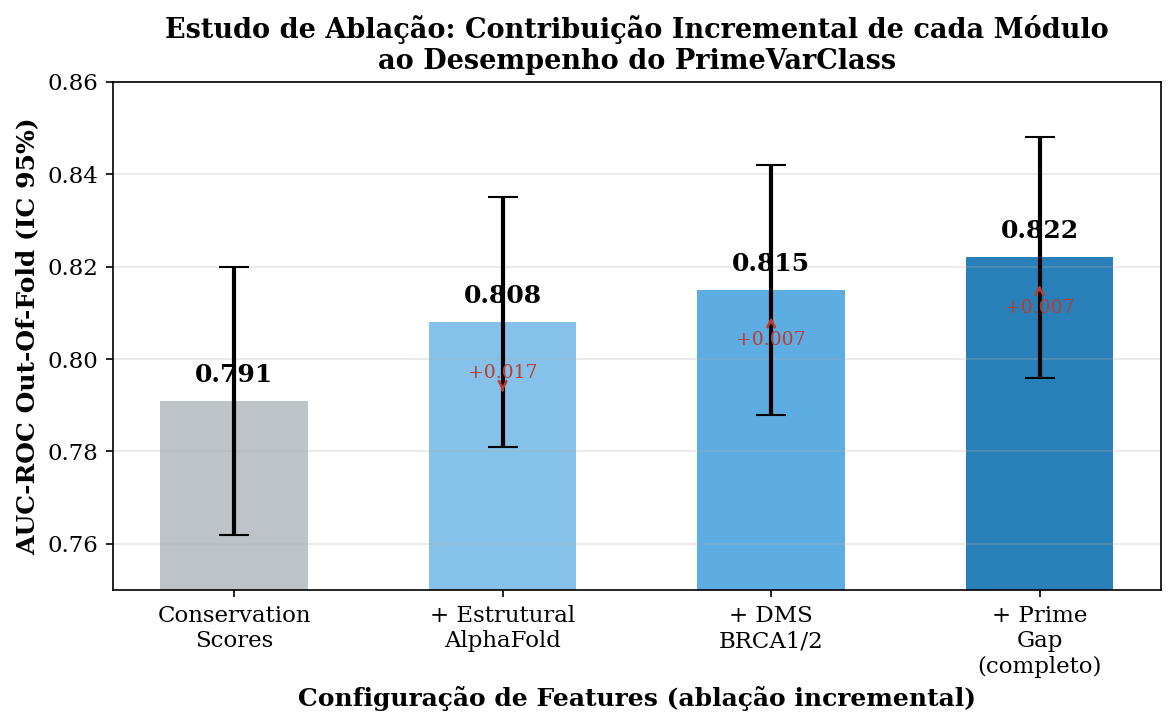 Estudo de Ablação: Contribuição Incremental de cada Módulo
ao Desempenho do PrimeVarClass
AUC-ROC Out-Of-Fold (IC 95%)
0.86
0.84
0.82
0.80
0.78
0.76
0.791
0.808
0.815
0.822
+0.017
+0.007
+0.007
Conservation
Scores
+ Estrutural
AlphaFold
+ DMS
BRCA1/2
+ Prime
Gap
(completo)
Configuração de Features (ablação incremental)